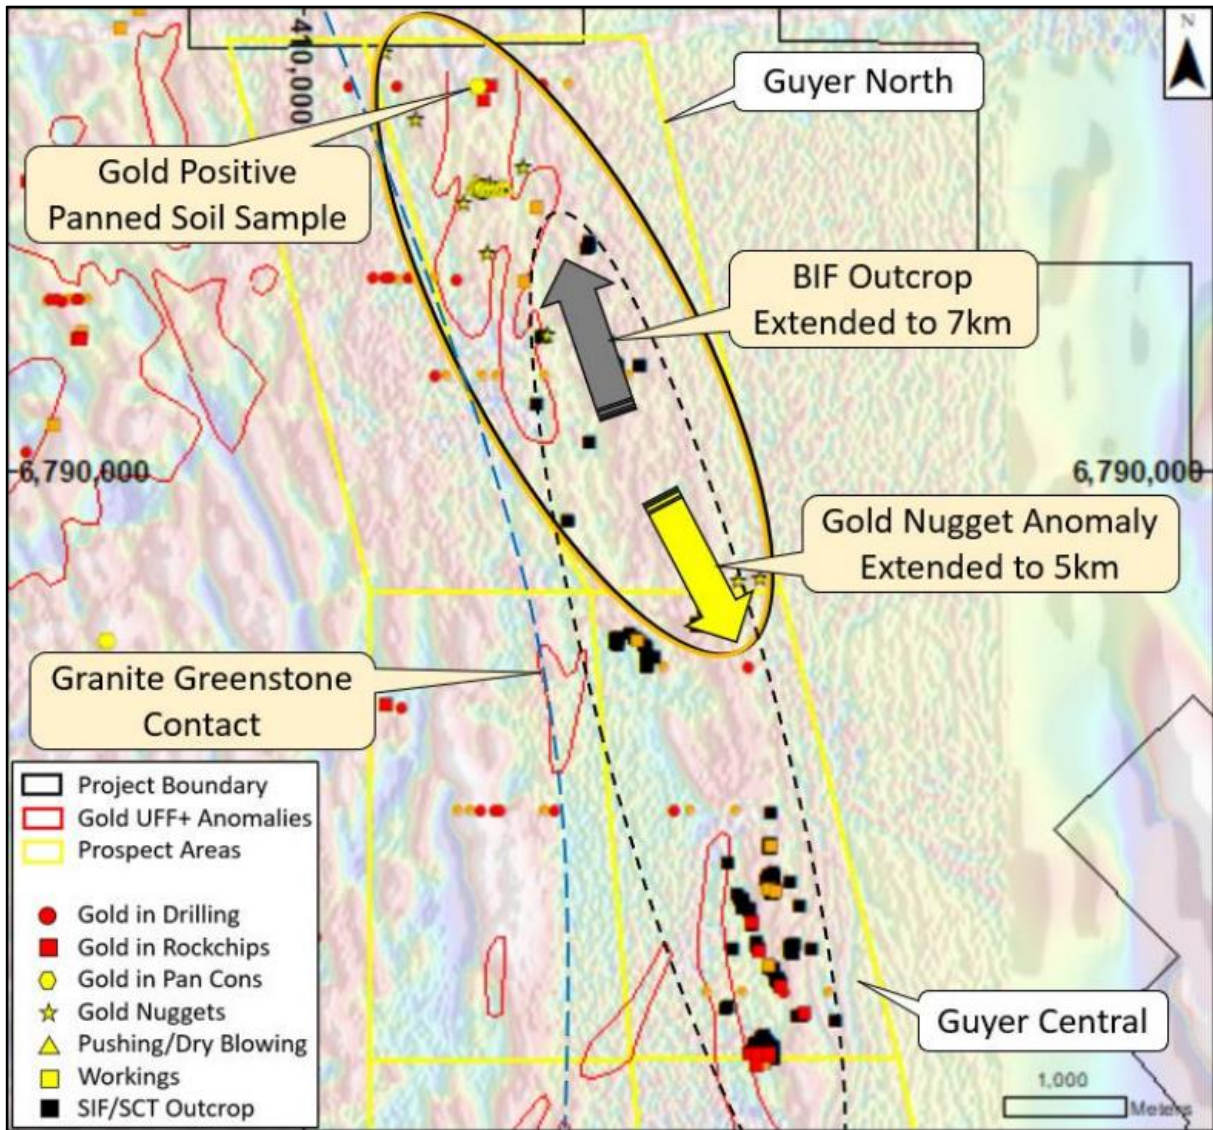 N
410,000
Guyer North
Gold Positive
Panned Soil Sample
BIF Outcrop
Extended to 7km
6,790,000
6,790,000
Gold Nugget Anomaly
Extended to 5km
Granite Greenstone
Contact
Project Boundary
Gold UFF+ Anomalies
Prospect Areas
Gold in Drilling
Gold in Rockchips
Gold in Pan Cons
Gold Nuggets
Pushing/Dry Blowing
Workings
SIF/SCT Outcrop
Guyer Central
1,000
Meters